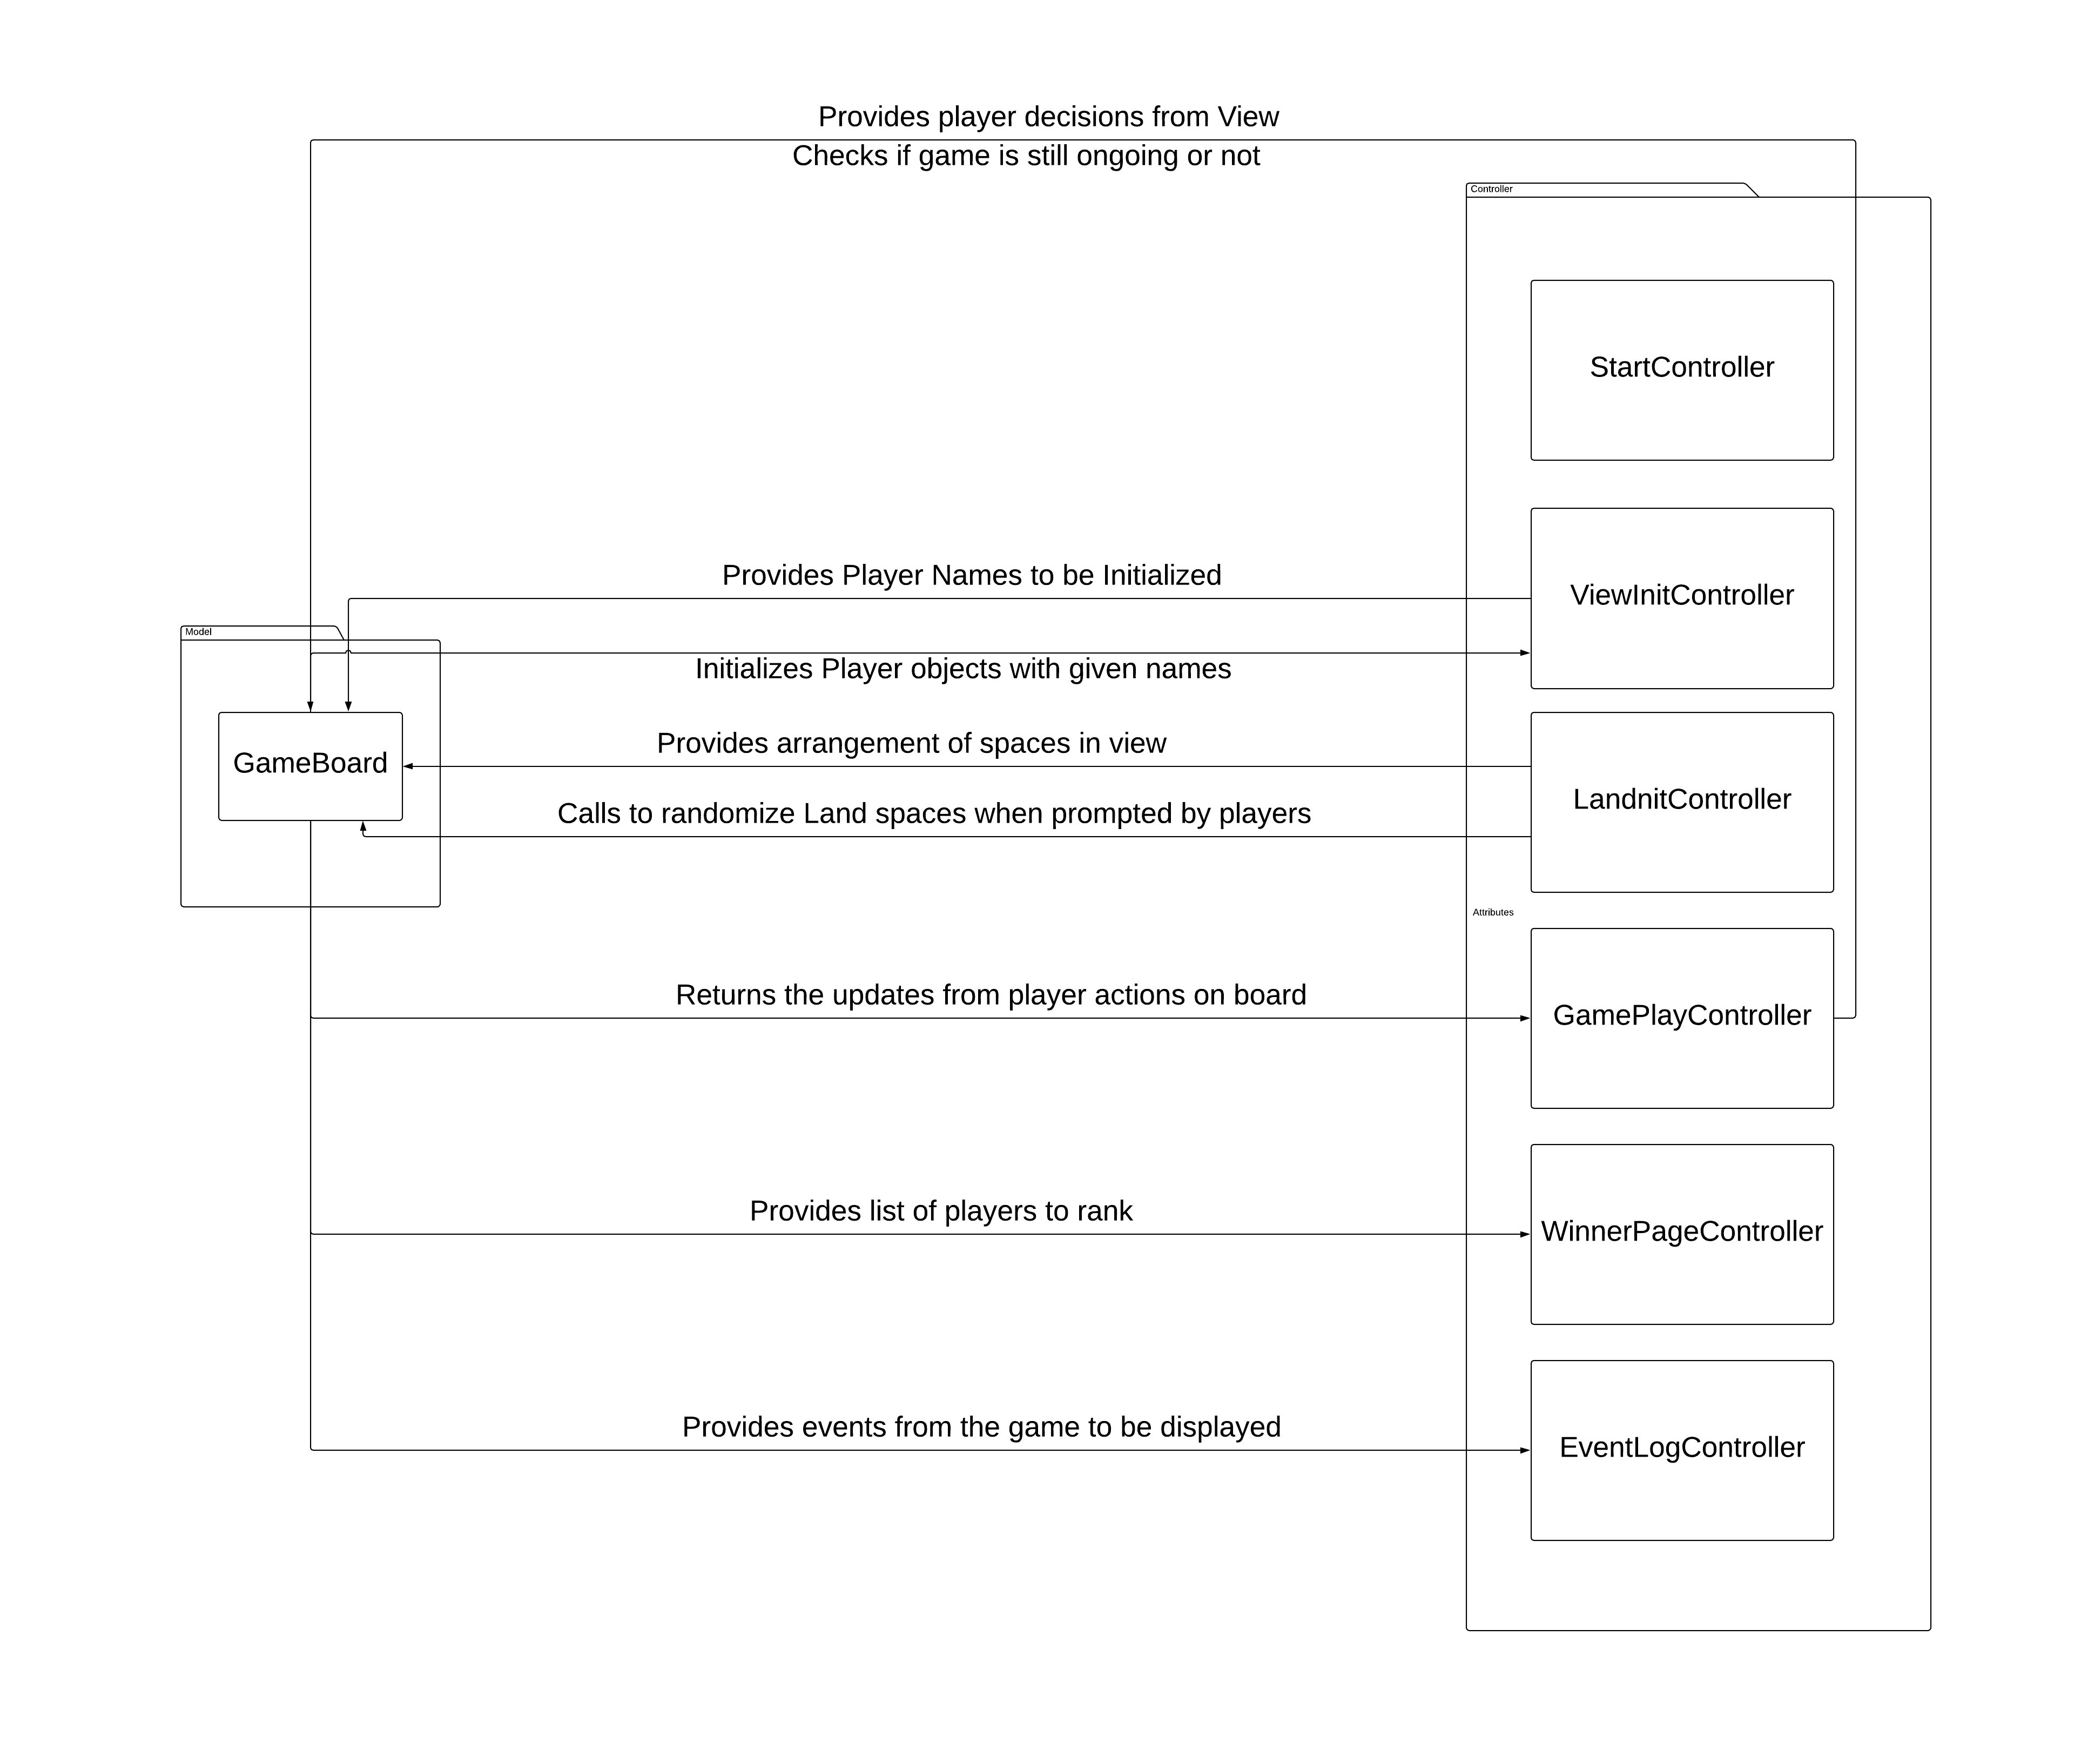 Provides player decisions from View
Checks if game is still ongoing or not
Controller
StartController
Provides Player Names to be Initialized
ViewInitController
Model
Initializes Player objects with given names
GameBoard
Provides arrangement of spaces in view
LandnitController
Calls to randomize Land spaces when prompted by players
Attributes
Returns the updates from player actions on board
GamePlayController
Provides list of players to rank
WinnerPageController
Provides events from the game to be displayed
EventLogController